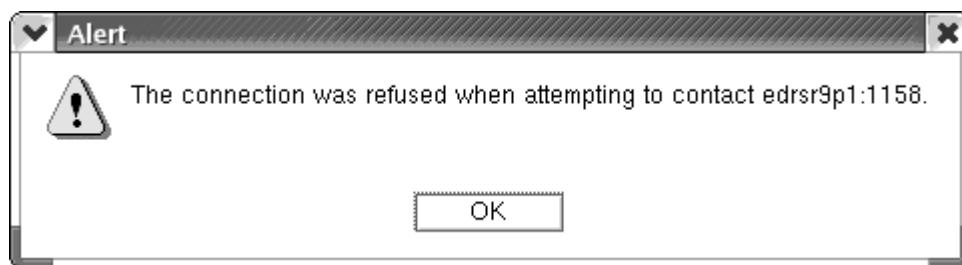 Alert
The connection was refused when attempting to contact edrsr9p1:1158.
OK